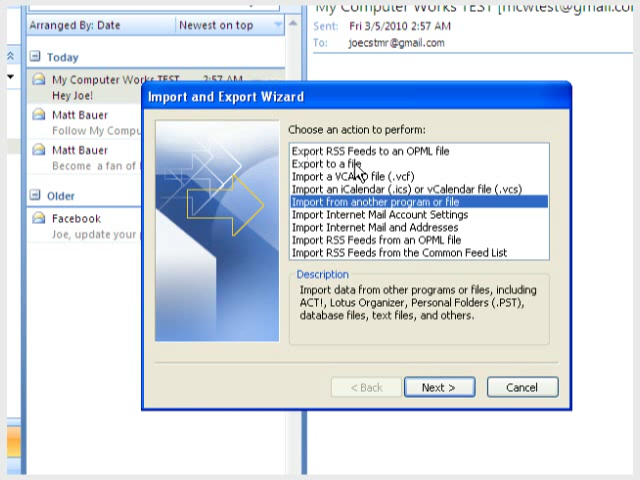 My Computer Works TEST [mcwtest@gmail.com
Arranged By: Date Newest on top
Sent: Fri 3/5/2010 2:57 AM
To: joecstmr@gmail.com
Today
My Computer Works TEST 2:57 AM
Hey Joe!
Matt Bauer
Follow My Compu
Matt Bauer
Become a fan of
Older
Facebook
Joe, update your
Import and Export Wizard
Choose an action to perform:
Export RSS Feeds to an OPML file
Export to a file
Import a VCARD file (.vcf)
Import an iCalendar (.ics) or vCalendar file (.vcs)
Import from another program or file
Import Internet Mail Account Settings
Import Internet Mail and Addresses
Import RSS Feeds from an OPML file
Import RSS Feeds from the Common Feed List
Description
Import data from other programs or files, including
ACT!, Lotus Organizer, Personal Folders (.PST),
database files, text files, and others.
< Back Next > Cancel